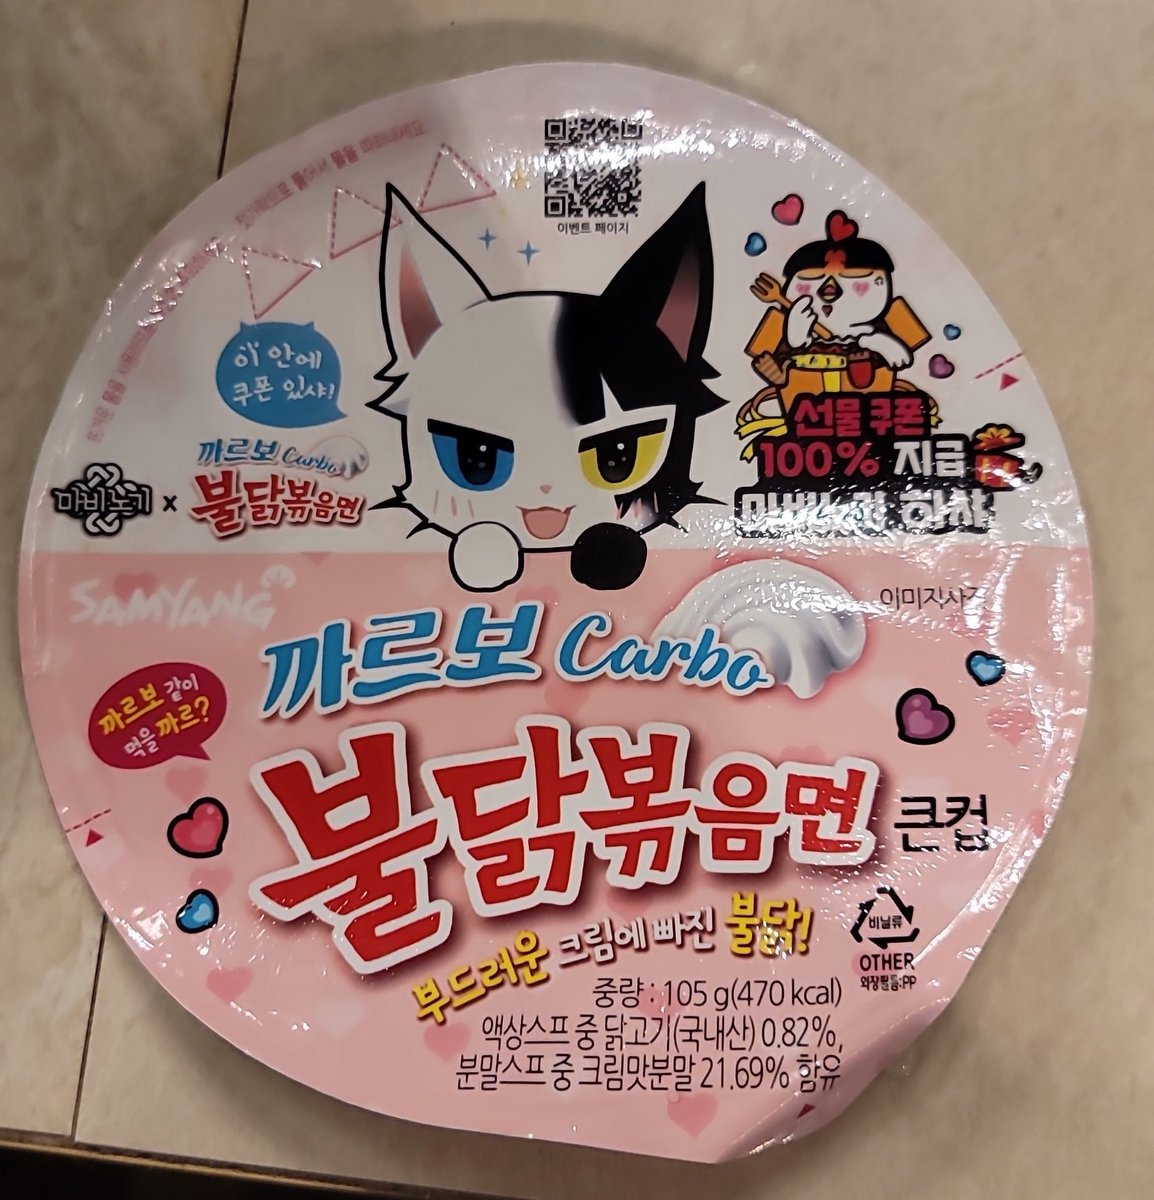 이벤트 페이지
이 안에
쿠폰 있샤!
까르보 Carbo
마비노기 x 불닭볶음면
선물 쿠폰
100% 지급
SAMYANG
이미지사진
까르보 Carbo
까르보 같이
먹을 까르?
불닭볶음면 큰컵
부드러운 크림에 빠진 불닭!
비닐류
OTHER
외장필름:PP
중량 : 105 g(470 kcal)
액상스프 중 닭고기(국내산) 0.82%,
분말스프 중 크림맛분말 21.69% 함유